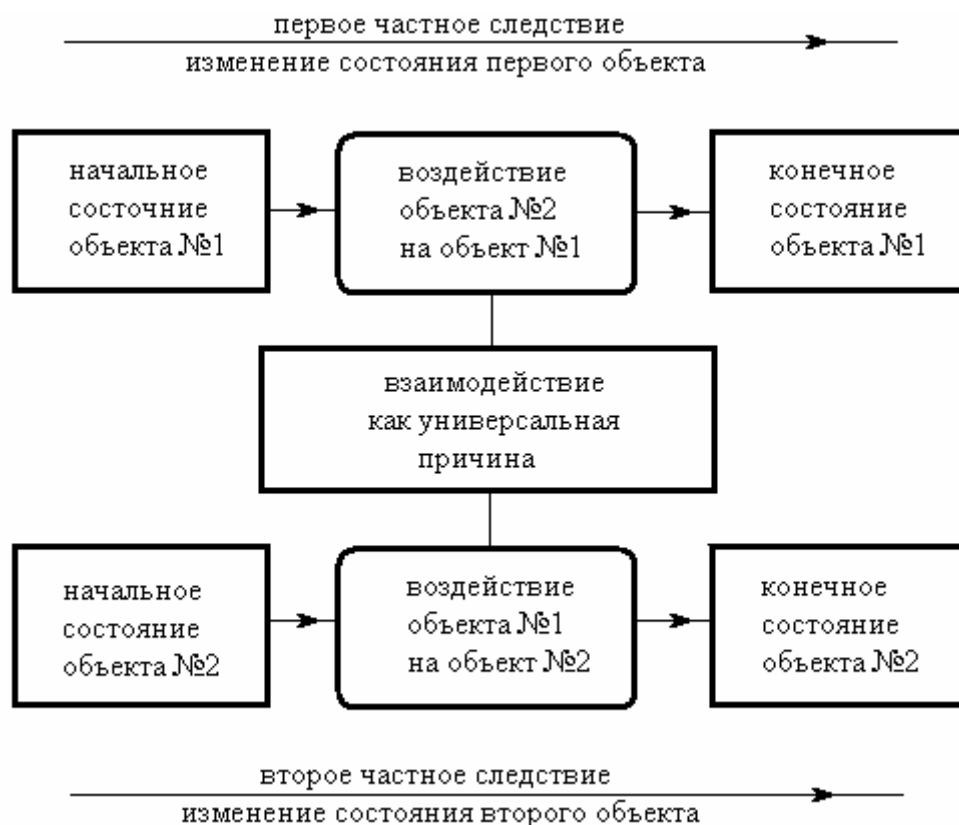 первое частное следствие
изменение состояния первого объекта
начальное
состочние
объекта №1
воздействие
объекта №2
на объект №1
конечное
состояние
объекта №1
взаимодействие
как универсальная
причина
начальное
состояние
объекта №2
воздействие
объекта №1
на объект №2
конечное
состояние
объекта №2
второе частное следствие
изменение состояния второго объекта